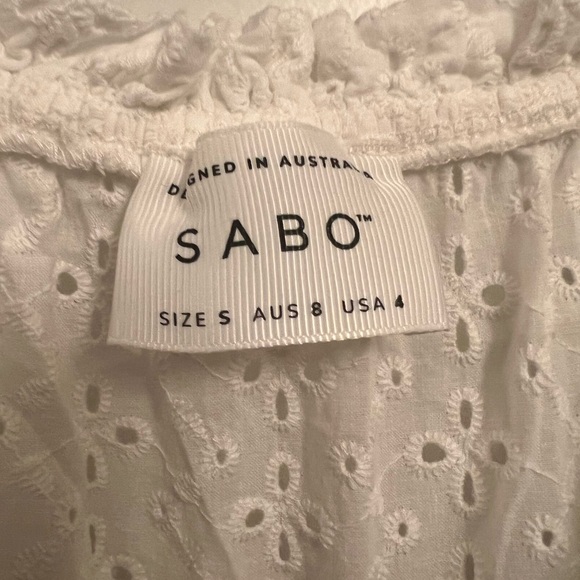 DESIGNED IN AUSTRALIA
SABO™
SIZE S AUS 8 USA 4